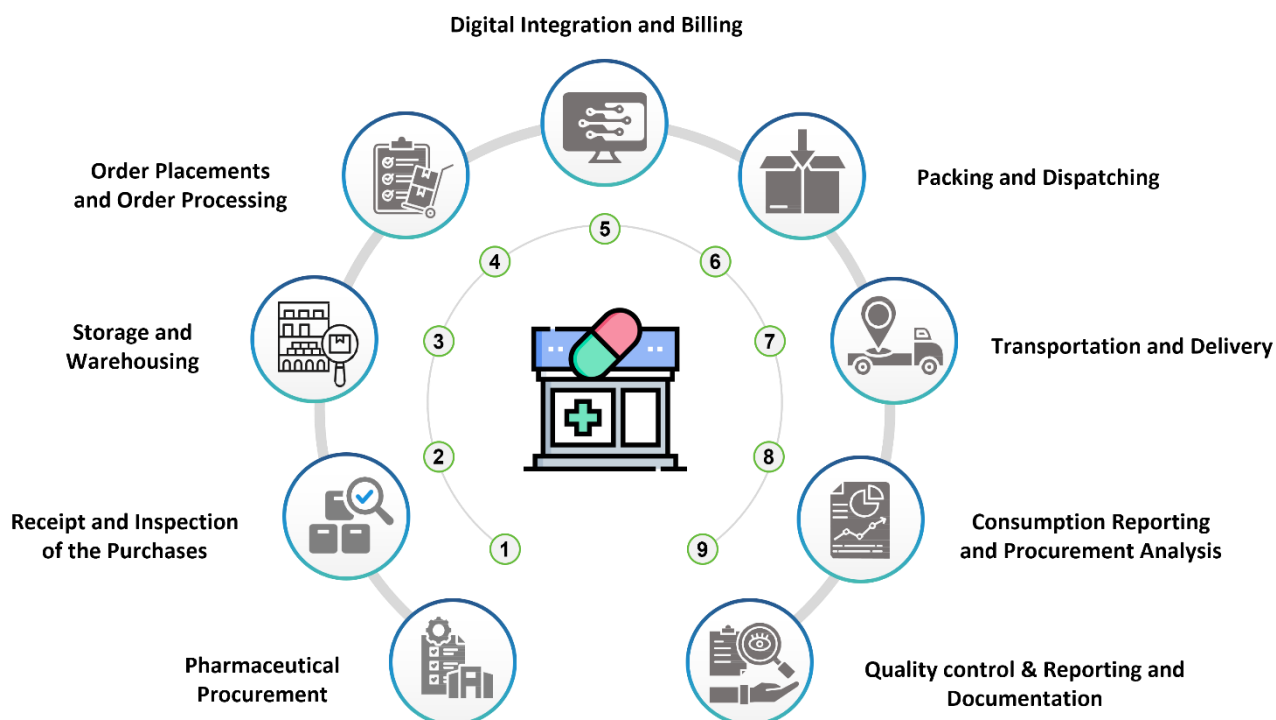 Digital Integration and Billing
Order Placements
and Order Processing
Packing and Dispatching
5
4
6
Storage and
Warehousing
3
7
Transportation and Delivery
2
8
Receipt and Inspection
of the Purchases
Consumption Reporting
and Procurement Analysis
1
9
Pharmaceutical
Procurement
Quality control & Reporting and
Documentation